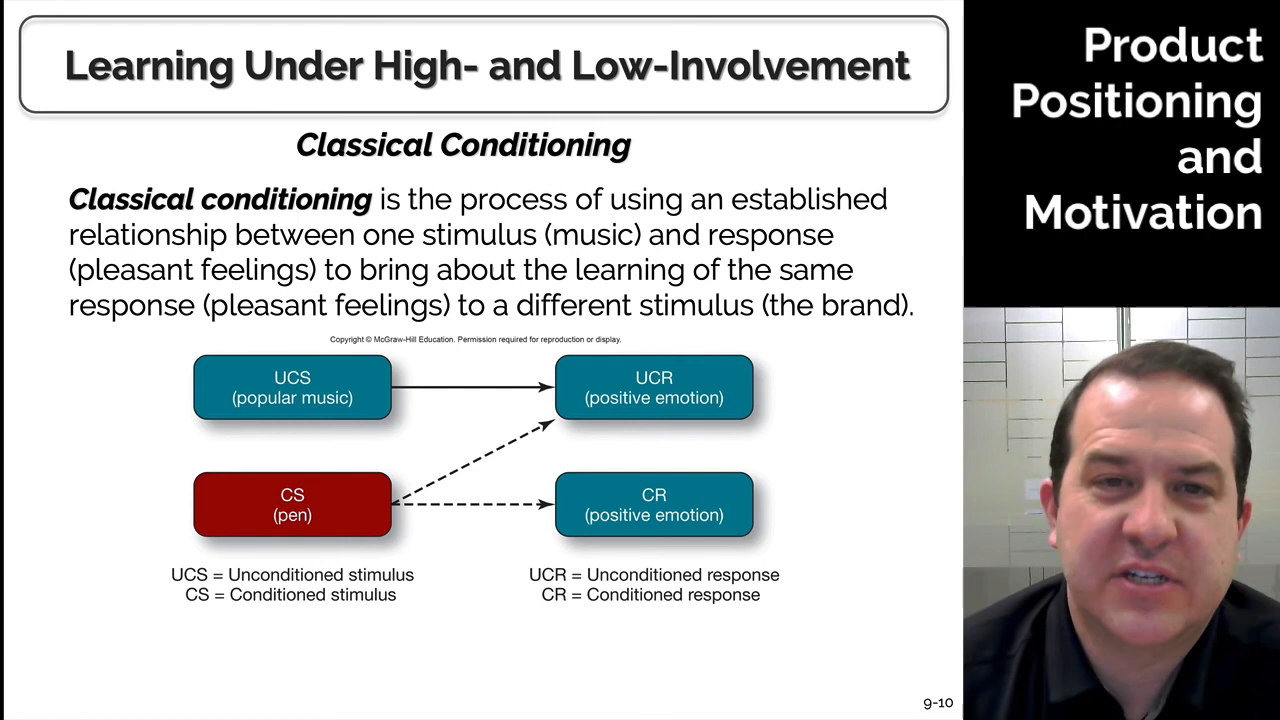 Learning Under High- and Low-Involvement
Classical Conditioning
Classical conditioning is the process of using an established
relationship between one stimulus (music) and response
(pleasant feelings) to bring about the learning of the same
response (pleasant feelings) to a different stimulus (the brand).
Copyright © McGraw-Hill Education. Permission required for reproduction or display.
UCS
(popular music)
UCR
(positive emotion)
CS
(pen)
CR
(positive emotion)
UCS = Unconditioned stimulus
CS = Conditioned stimulus
UCR = Unconditioned response
CR = Conditioned response
9-10
Product
Positioning
and
Motivation